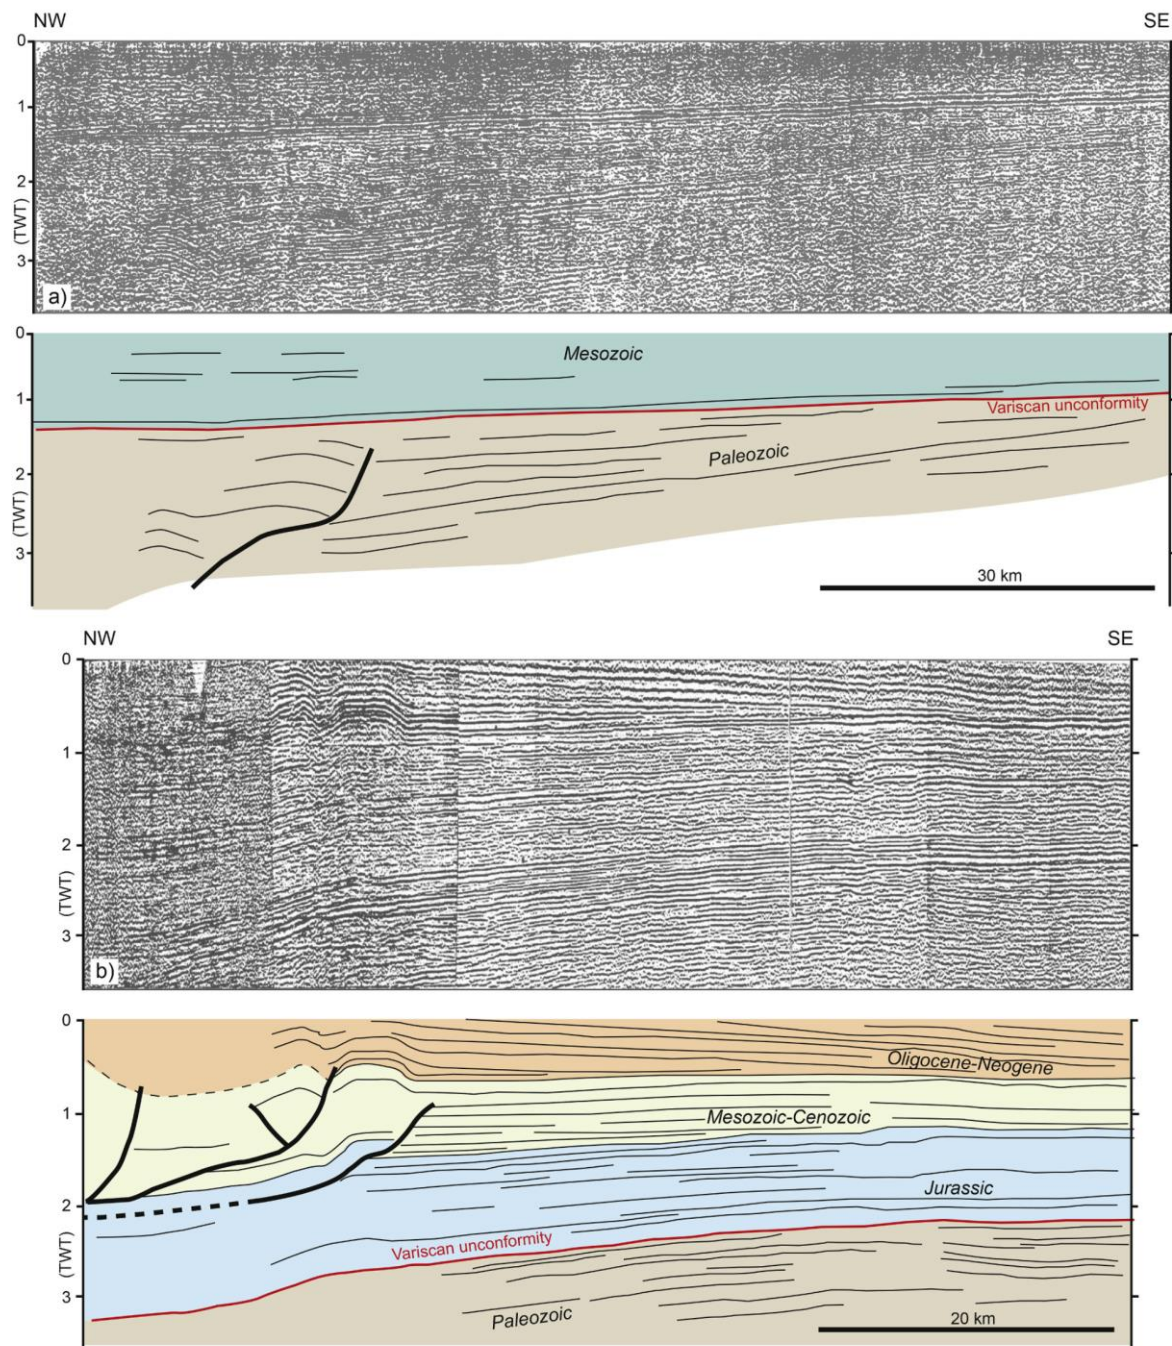 NW SE
0
1
2
(TWT)
3
a)
0
Mesozoic
1
Variscan unconformity
Paleozoic
2
(TWT)
3
30 km
NW SE
0
1
2
(TWT)
3
b)
0
Oligocene-Neogene
1
Mesozoic-Cenozoic
2
Jurassic
Variscan unconformity
(TWT)
3
Paleozoic
20 km